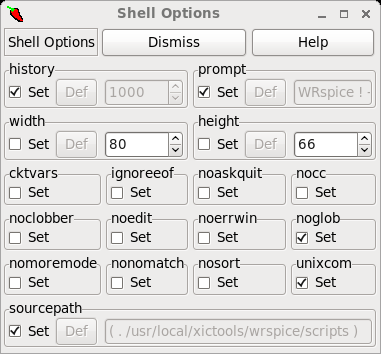 Shell Options
Shell Options Dismiss Help
history prompt
Set Def 1000 Set Def WRspice ! -
width height
Set Def 80 Set Def 66
cktvars ignoreeof noaskquit nocc
Set Set Set Set
noclobber noedit noerrwin noglob
Set Set Set Set
nomoremode nonomatch nosort unixcom
Set Set Set Set
sourcepath
Set Def ( . /usr/local/xictools/wrspice/scripts )